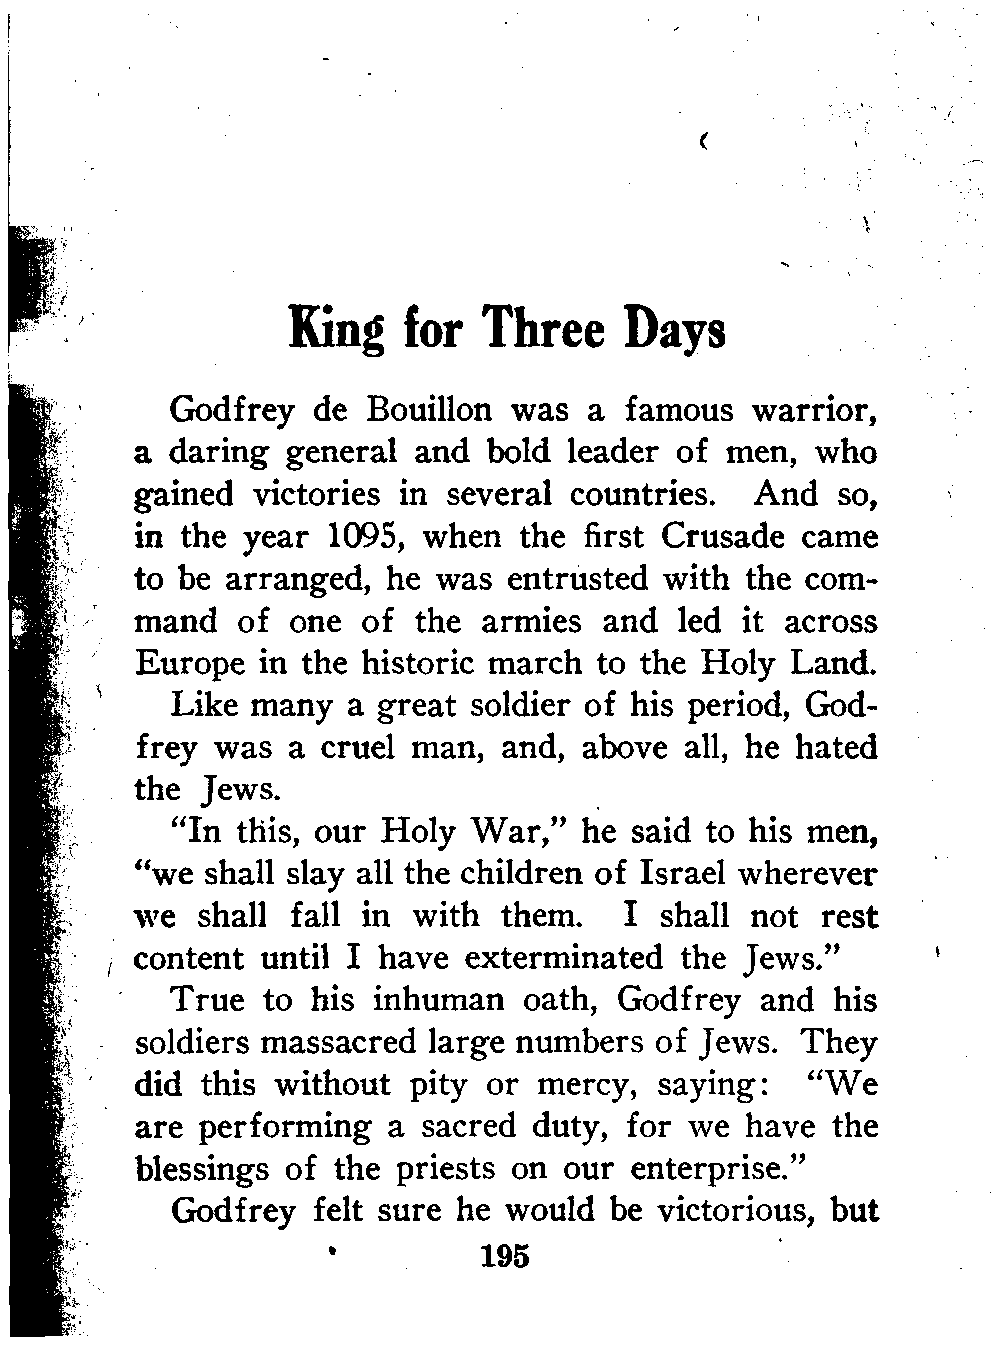 King for Three Days
Godfrey de Bouillon was a famous warrior,
a daring general and bold leader of men, who
gained victories in several countries. And so,
in the year 1095, when the first Crusade came
to be arranged, he was entrusted with the com-
mand of one of the armies and led it across
Europe in the historic march to the Holy Land.
Like many a great soldier of his period, God-
frey was a cruel man, and, above all, he hated
the Jews.
“In this, our Holy War,” he said to his men,
“we shall slay all the children of Israel wherever
we shall fall in with them. I shall not rest
content until I have exterminated the Jews.”
True to his inhuman oath, Godfrey and his
soldiers massacred large numbers of Jews. They
did this without pity or mercy, saying: “We
are performing a sacred duty, for we have the
blessings of the priests on our enterprise.”
Godfrey felt sure he would be victorious, but
195